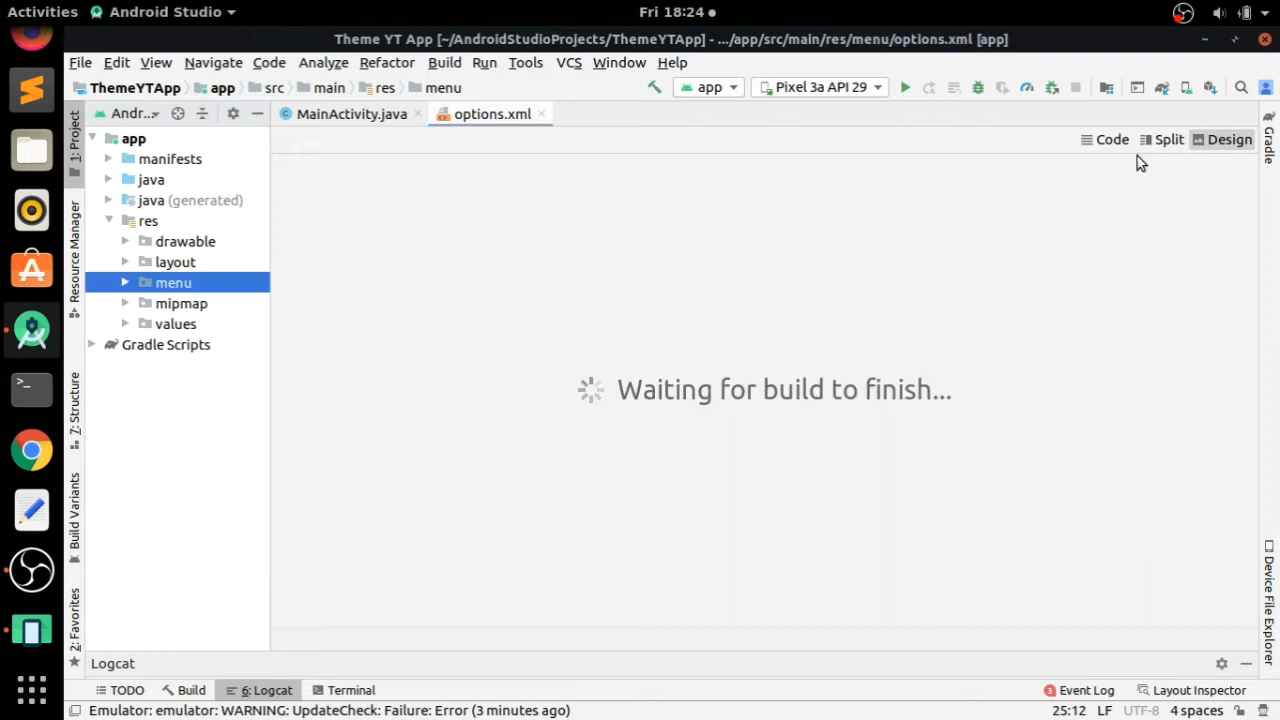 Activities Android Studio Fri 18:24
Theme YT App [~/AndroidStudioProjects/ThemeYTApp] - .../app/src/main/res/menu/options.xml [app]
File Edit View Navigate Code Analyze Refactor Build Run Tools VCS Window Help
ThemeYTApp app src main res menu app Pixel 3a API 29
Andr... MainActivity.java options.xml
Code Split Design
app
manifests
java
java (generated)
res
drawable
layout
menu
mipmap
values
Gradle Scripts
Waiting for build to finish...
1: Project
Resource Manager
7: Structure
Build Variants
2: Favorites
Gradle
Device File Explorer
Logcat
TODO Build 6: Logcat Terminal 3 Event Log Layout Inspector
Emulator: emulator: WARNING: UpdateCheck: Failure: Error (3 minutes ago) 25:12 LF UTF-8 4 spaces